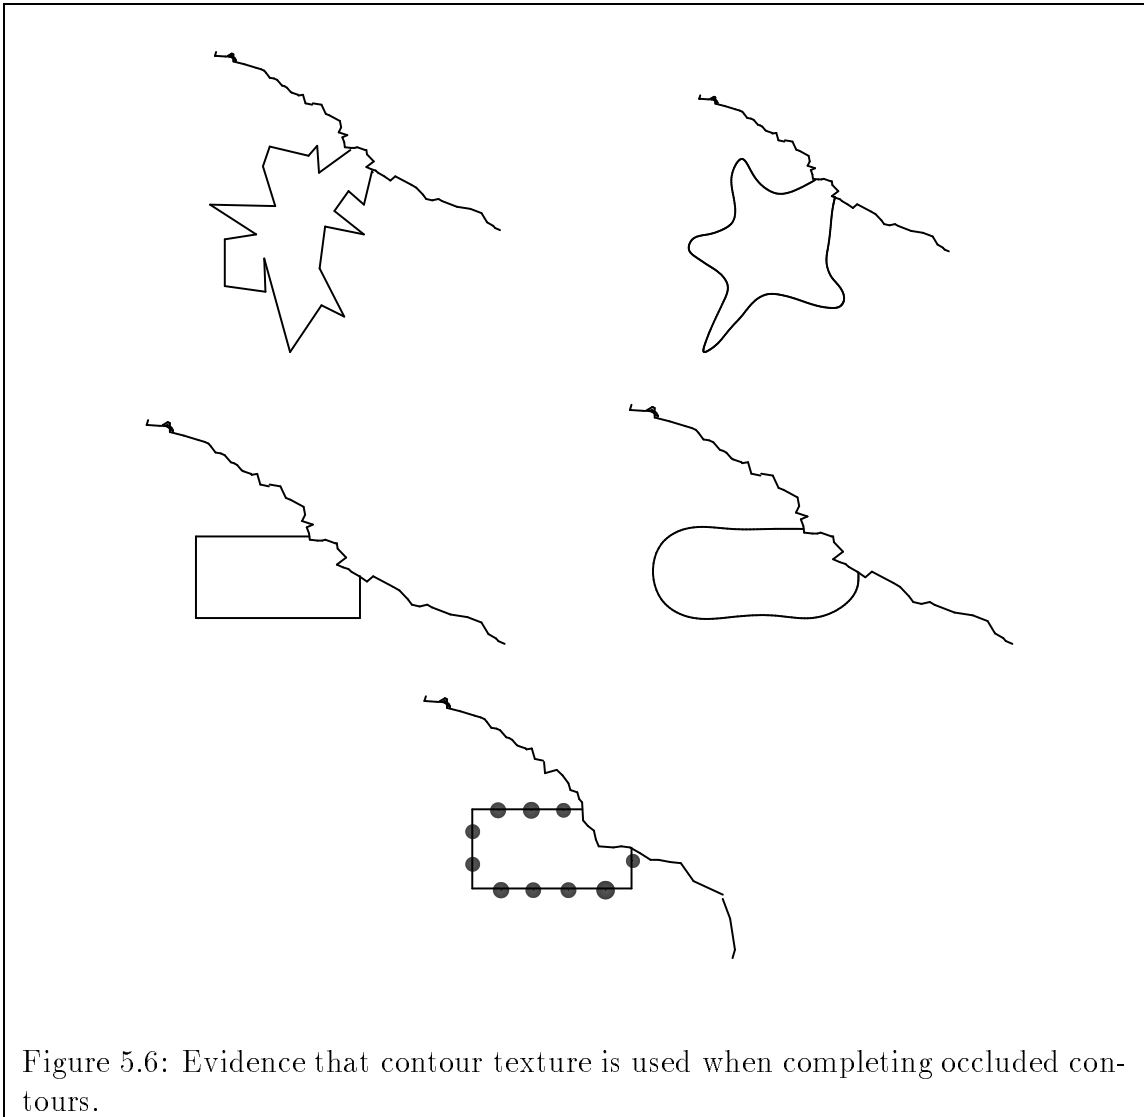 Figure 5.6: Evidence that contour texture is used when completing occluded con-
tours.